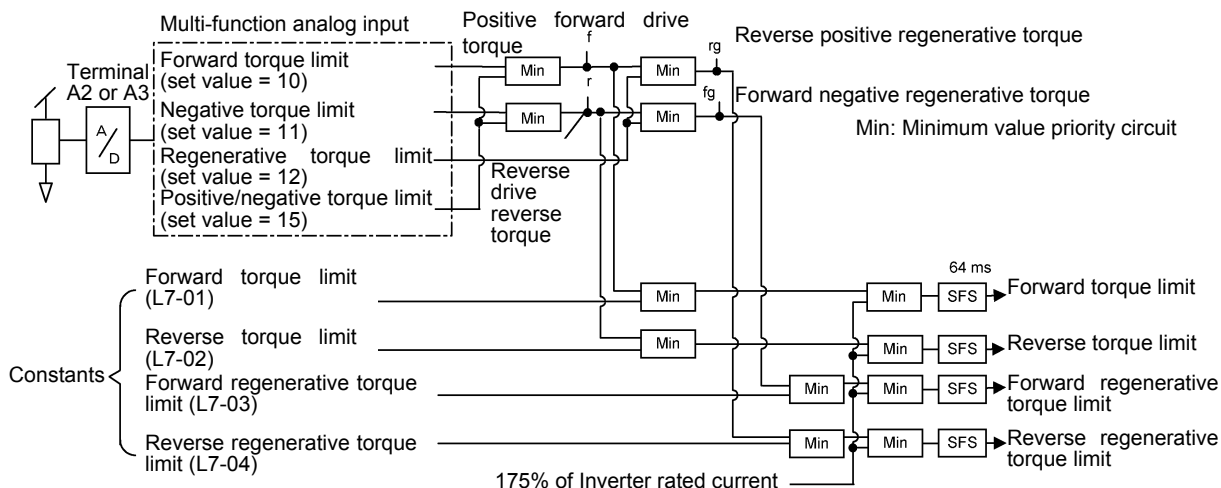 Multi-function analog input
Positive forward drive
torque
f
rg
Reverse positive regenerative torque
Terminal
A2 or A3
Forward torque limit
(set value = 10)
Min
Min
r
fg
Forward negative regenerative torque
A
D
Negative torque limit
(set value = 11)
Min
Min
Min: Minimum value priority circuit
Regenerative torque limit
(set value = 12)
Positive/negative torque limit
(set value = 15)
Reverse
drive
reverse
torque
Constants
Forward torque limit
(L7-01)
Min
Min
64 ms
SFS
Forward torque limit
Reverse torque limit
(L7-02)
Min
Min
SFS
Reverse torque limit
Forward regenerative torque
limit (L7-03)
Min
Min
SFS
Forward regenerative
torque limit
Reverse regenerative torque
limit (L7-04)
Min
Min
SFS
Reverse regenerative
torque limit
175% of Inverter rated current